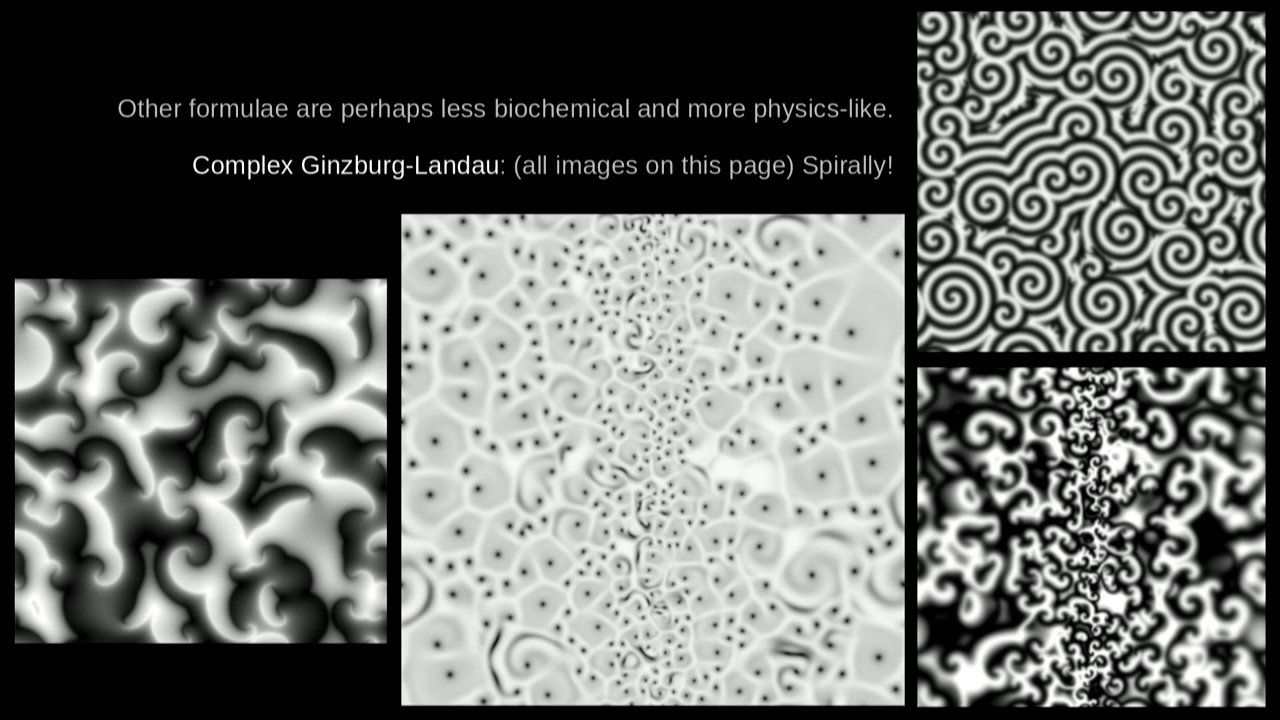 Other formulae are perhaps less biochemical and more physics-like.
Complex Ginzburg-Landau: (all images on this page) Spirally!